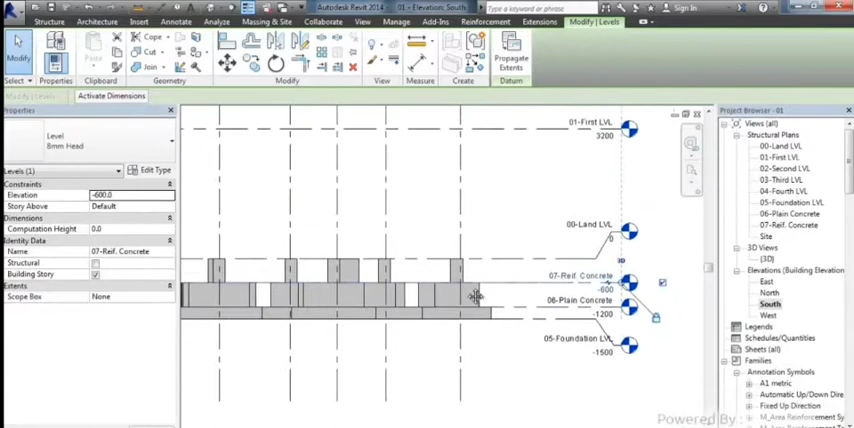 Autodesk Revit 2014
01 - Elevation: South
Type a keyword or phrase
Sign In
Structure Architecture Insert Annotate Analyze Massing & Site Collaborate View Manage Add-Ins Reinforcement Extensions Modify | Levels
Modify
Properties
Paste
Cope
Cut
Join
Propagate Extents
Select Properties Clipboard Geometry Modify View Measure Create Datum
Modify | Levels Activate Dimensions
Properties
Level
8mm Head
Levels (1) Edit Type
Constraints
Elevation -600.0
Story Above Default
Dimensions
Computation Height 0.0
Identity Data
Name 07-Reif. Concrete
Structural
Building Story
Extents
Scope Box None
01-First LVL
3200
00-Land LVL
0
3D
07-Reif. Concrete
-600
06-Plain Concrete
-1200
05-Foundation LVL
-1500
Powered By :
Project Browser - 01
Views (all)
Structural Plans
00-Land LVL
01-First LVL
02-Second LVL
03-Third LVL
04-Fourth LVL
05-Foundation LVL
06-Plain Concrete
07-Reif. Concrete
Site
3D Views
{3D}
Elevations (Building Elevation
East
North
South
West
Legends
Schedules/Quantities
Sheets (all)
Families
Annotation Symbols
A1 metric
Automatic Up/Down Dire
Fixed Up Direction
M_Area Reinforcement Sy